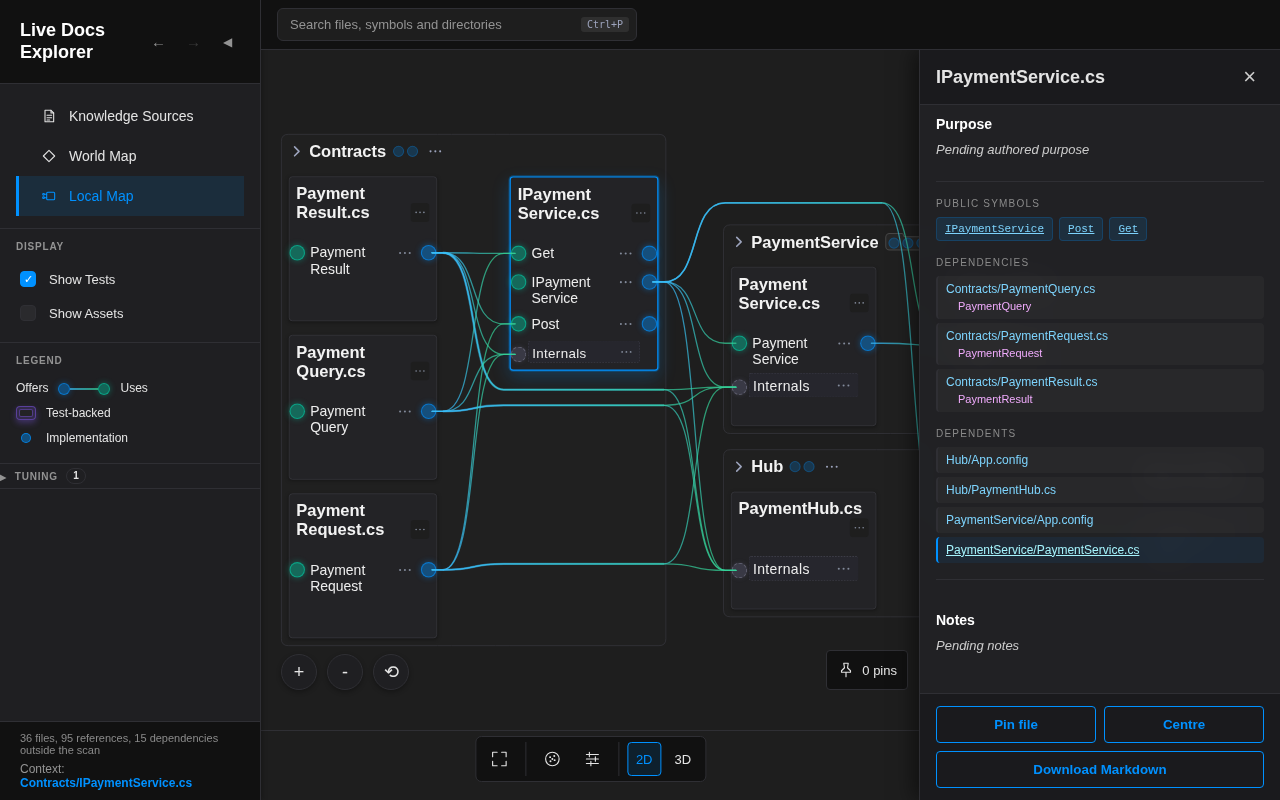 Live Docs
Explorer
←
→
◀
Search files, symbols and directories
Ctrl+P
Knowledge Sources
World Map
Local Map
DISPLAY
✓
Show Tests
Show Assets
LEGEND
Offers
Uses
Test-backed
Implementation
▶ TUNING 1
36 files, 95 references, 15 dependencies
outside the scan
Context:
Contracts/IPaymentService.cs
Contracts
···
Payment
Result.cs
···
Payment
Result
···
Payment
Query.cs
···
Payment
Query
···
Payment
Request.cs
···
Payment
Request
···
IPayment
Service.cs
···
Get
···
IPayment
Service
···
Post
···
Internals
···
PaymentService
Payment
Service.cs
···
Payment
Service
···
Internals
···
Hub
···
PaymentHub.cs
···
Internals
···
+
-
⟲
0 pins
2D
3D
IPaymentService.cs
×
Purpose
Pending authored purpose
PUBLIC SYMBOLS
IPaymentService Post Get
DEPENDENCIES
Contracts/PaymentQuery.cs
PaymentQuery
Contracts/PaymentRequest.cs
PaymentRequest
Contracts/PaymentResult.cs
PaymentResult
DEPENDENTS
Hub/App.config
Hub/PaymentHub.cs
PaymentService/App.config
PaymentService/PaymentService.cs
Notes
Pending notes
Pin file
Centre
Download Markdown